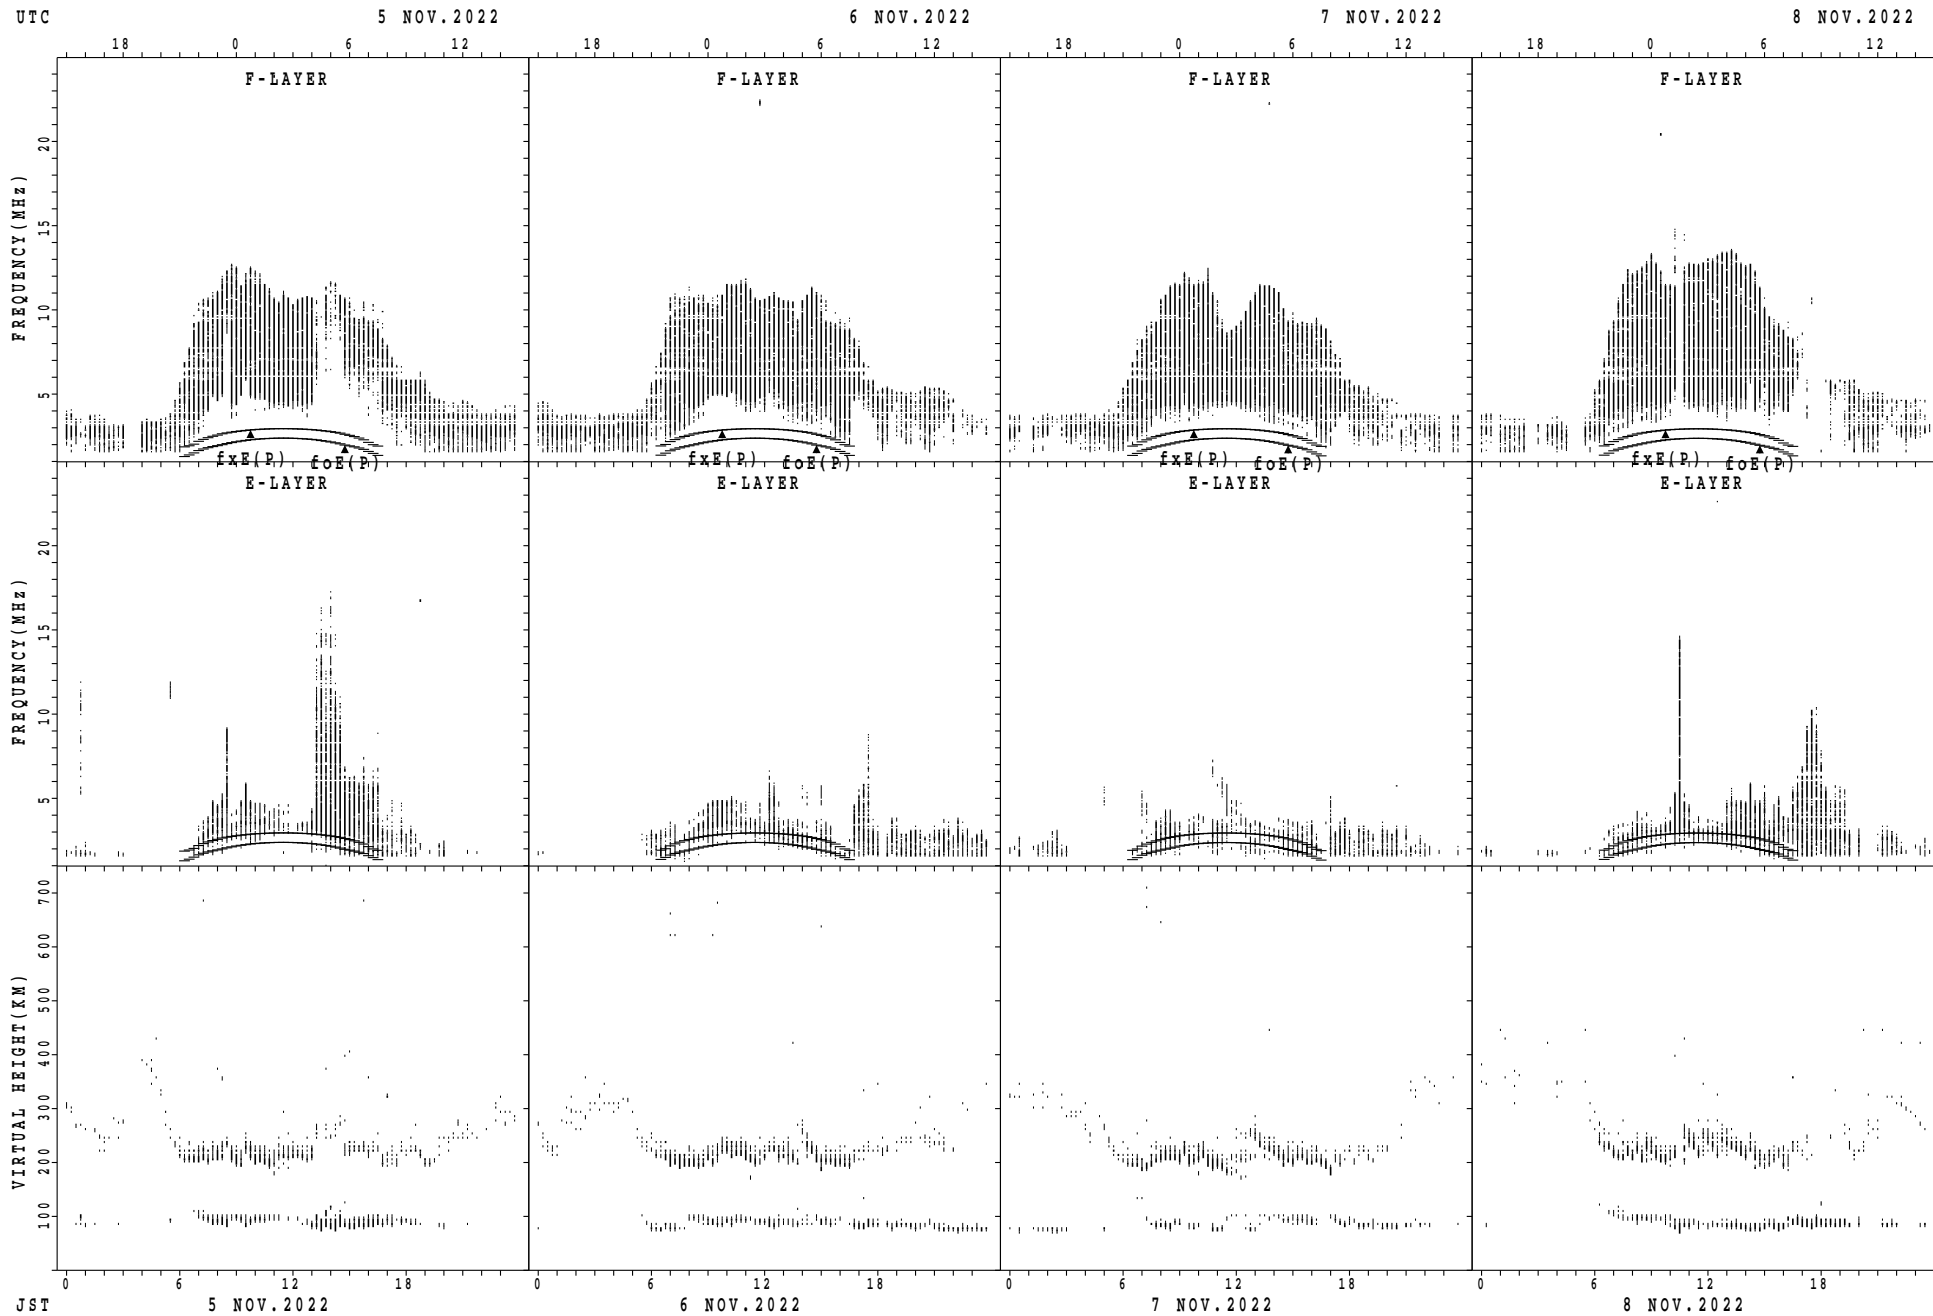 UTC 5 NOV.2022 6 NOV.2022 7 NOV.2022 8 NOV.2022
18 0 6 12 18 0 6 12 18 0 6 12 18 0 6 12
F-LAYER F-LAYER F-LAYER F-LAYER
FREQUENCY(MHz)
20
15
10
5
fxE(P) foE(P) fxE(P) foE(P) fxE(P) foE(P) fxE(P) foE(P)
E-LAYER E-LAYER E-LAYER E-LAYER
FREQUENCY(MHz)
20
15
10
5
VIRTUAL HEIGHT(KM)
700
600
500
400
300
200
100
0 6 12 18 0 6 12 18 0 6 12 18 0 6 12 18
JST 5 NOV.2022 6 NOV.2022 7 NOV.2022 8 NOV.2022